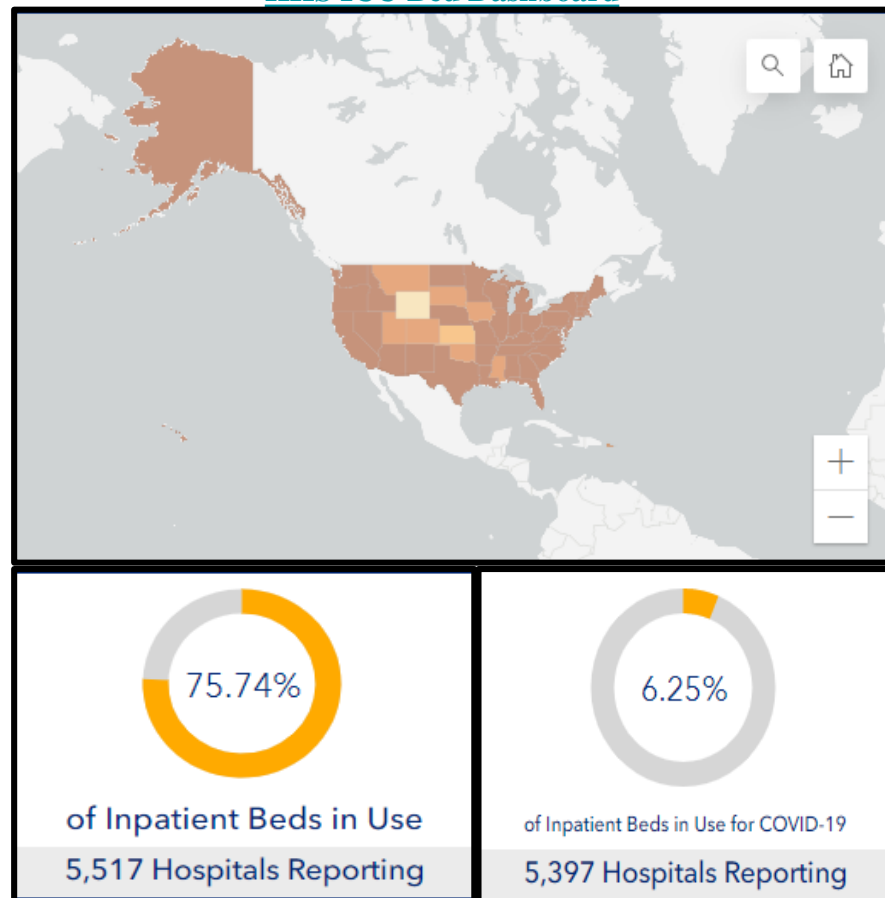 75.74%
of Inpatient Beds in Use
5,517 Hospitals Reporting
6.25%
of Inpatient Beds in Use for COVID-19
5,397 Hospitals Reporting